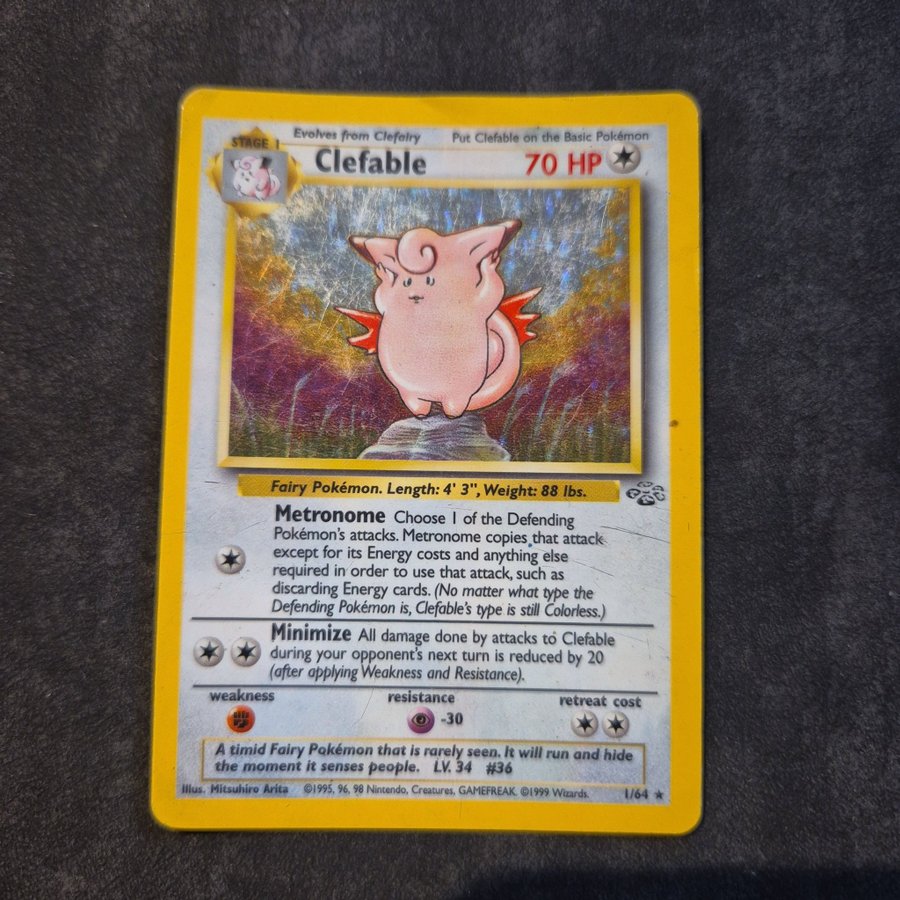 Evolves from Clefairy Put Clefable on the Basic Pokémon
STAGE 1
Clefable 70 HP
Fairy Pokémon. Length: 4' 3", Weight: 88 lbs.
Metronome Choose 1 of the Defending
Pokémon's attacks. Metronome copies that attack
except for its Energy costs and anything else
required in order to use that attack, such as
discarding Energy cards. (No matter what type the
Defending Pokémon is, Clefable's type is still Colorless.)
Minimize All damage done by attacks to Clefable
during your opponent's next turn is reduced by 20
(after applying Weakness and Resistance).
weakness resistance retreat cost
-30
A timid Fairy Pokémon that is rarely seen. It will run and hide
the moment it senses people. LV. 34 #36
Illus. Mitsuhiro Arita ©1995, 96, 98 Nintendo, Creatures, GAMEFREAK. ©1999 Wizards. 1/64 ★